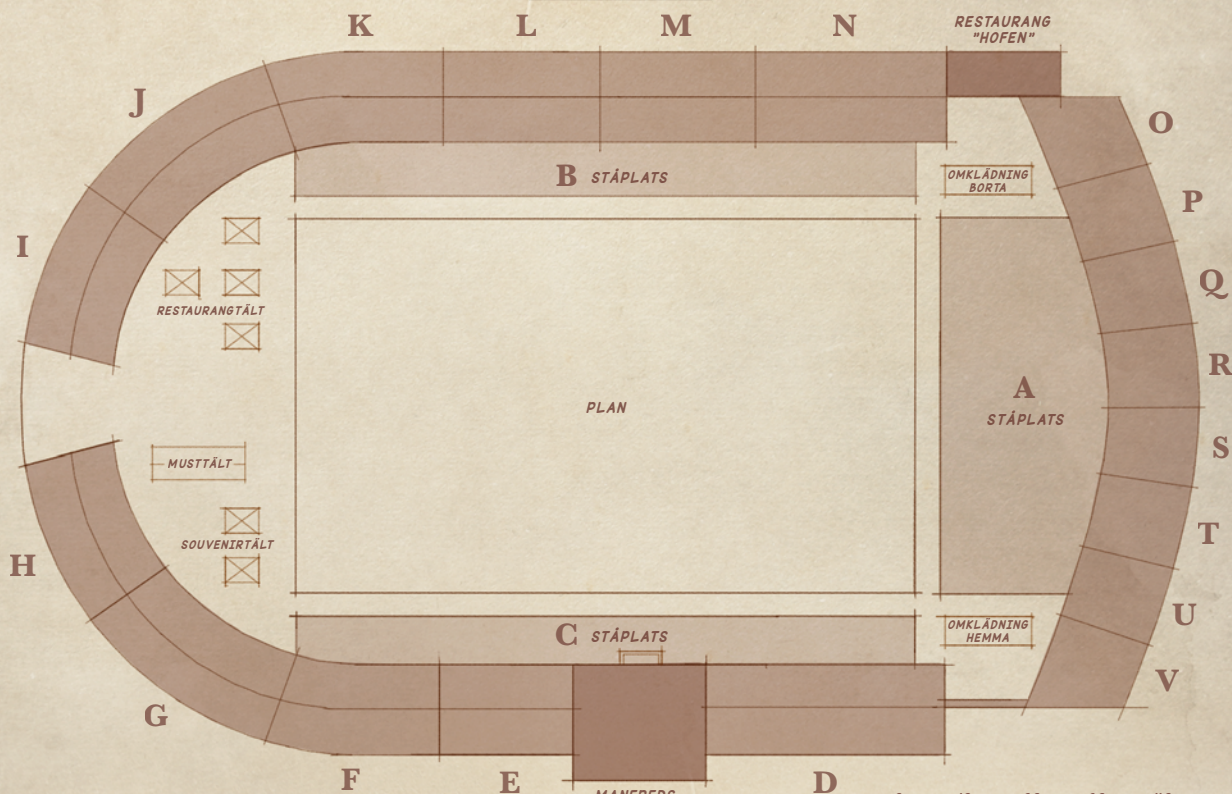 K
L
M
N
RESTAURANG
"HOFEN"
J
O
B STÅPLATS
OMKLÄDNING
BORTA
P
I
Q
RESTAURANGTÄLT
R
A
STÅPLATS
PLAN
S
MUSTTÄLT
T
SOUVENIRTÄLT
H
U
C STÅPLATS
OMKLÄDNING
HEMMA
V
G
F
E
D